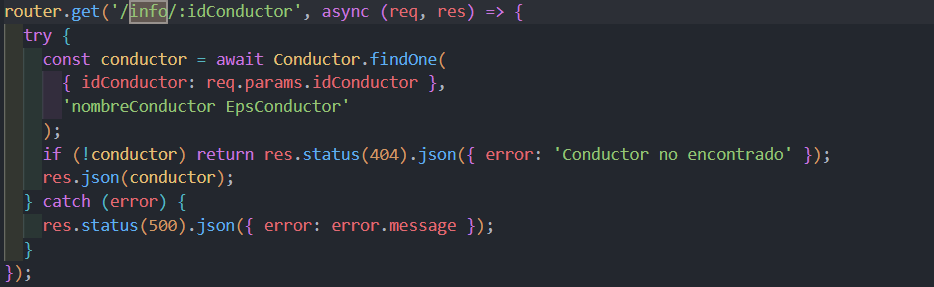 router.get('/info/:idConductor', async (req, res) => {
try {
const conductor = await Conductor.findOne(
{ idConductor: req.params.idConductor },
'nombreConductor EpsConductor'
);
if (!conductor) return res.status(404).json({ error: 'Conductor no encontrado' });
res.json(conductor);
} catch (error) {
res.status(500).json({ error: error.message });
}
});